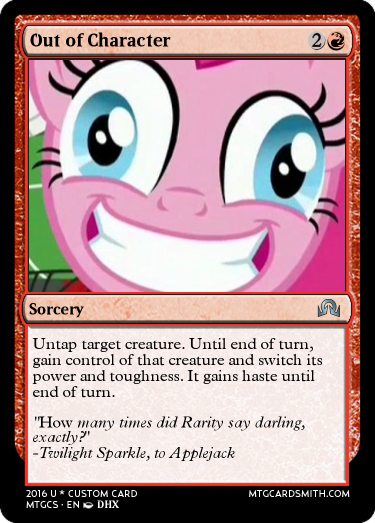 Out of Character 2
Sorcery
Untap target creature. Until end of turn,
gain control of that creature and switch its
power and toughness. It gains haste until
end of turn.
"How many times did Rarity say darling,
exactly?"
-Twilight Sparkle, to Applejack
2016 U * CUSTOM CARD MTGCARDSMITH.COM
MTGCS · EN DHX